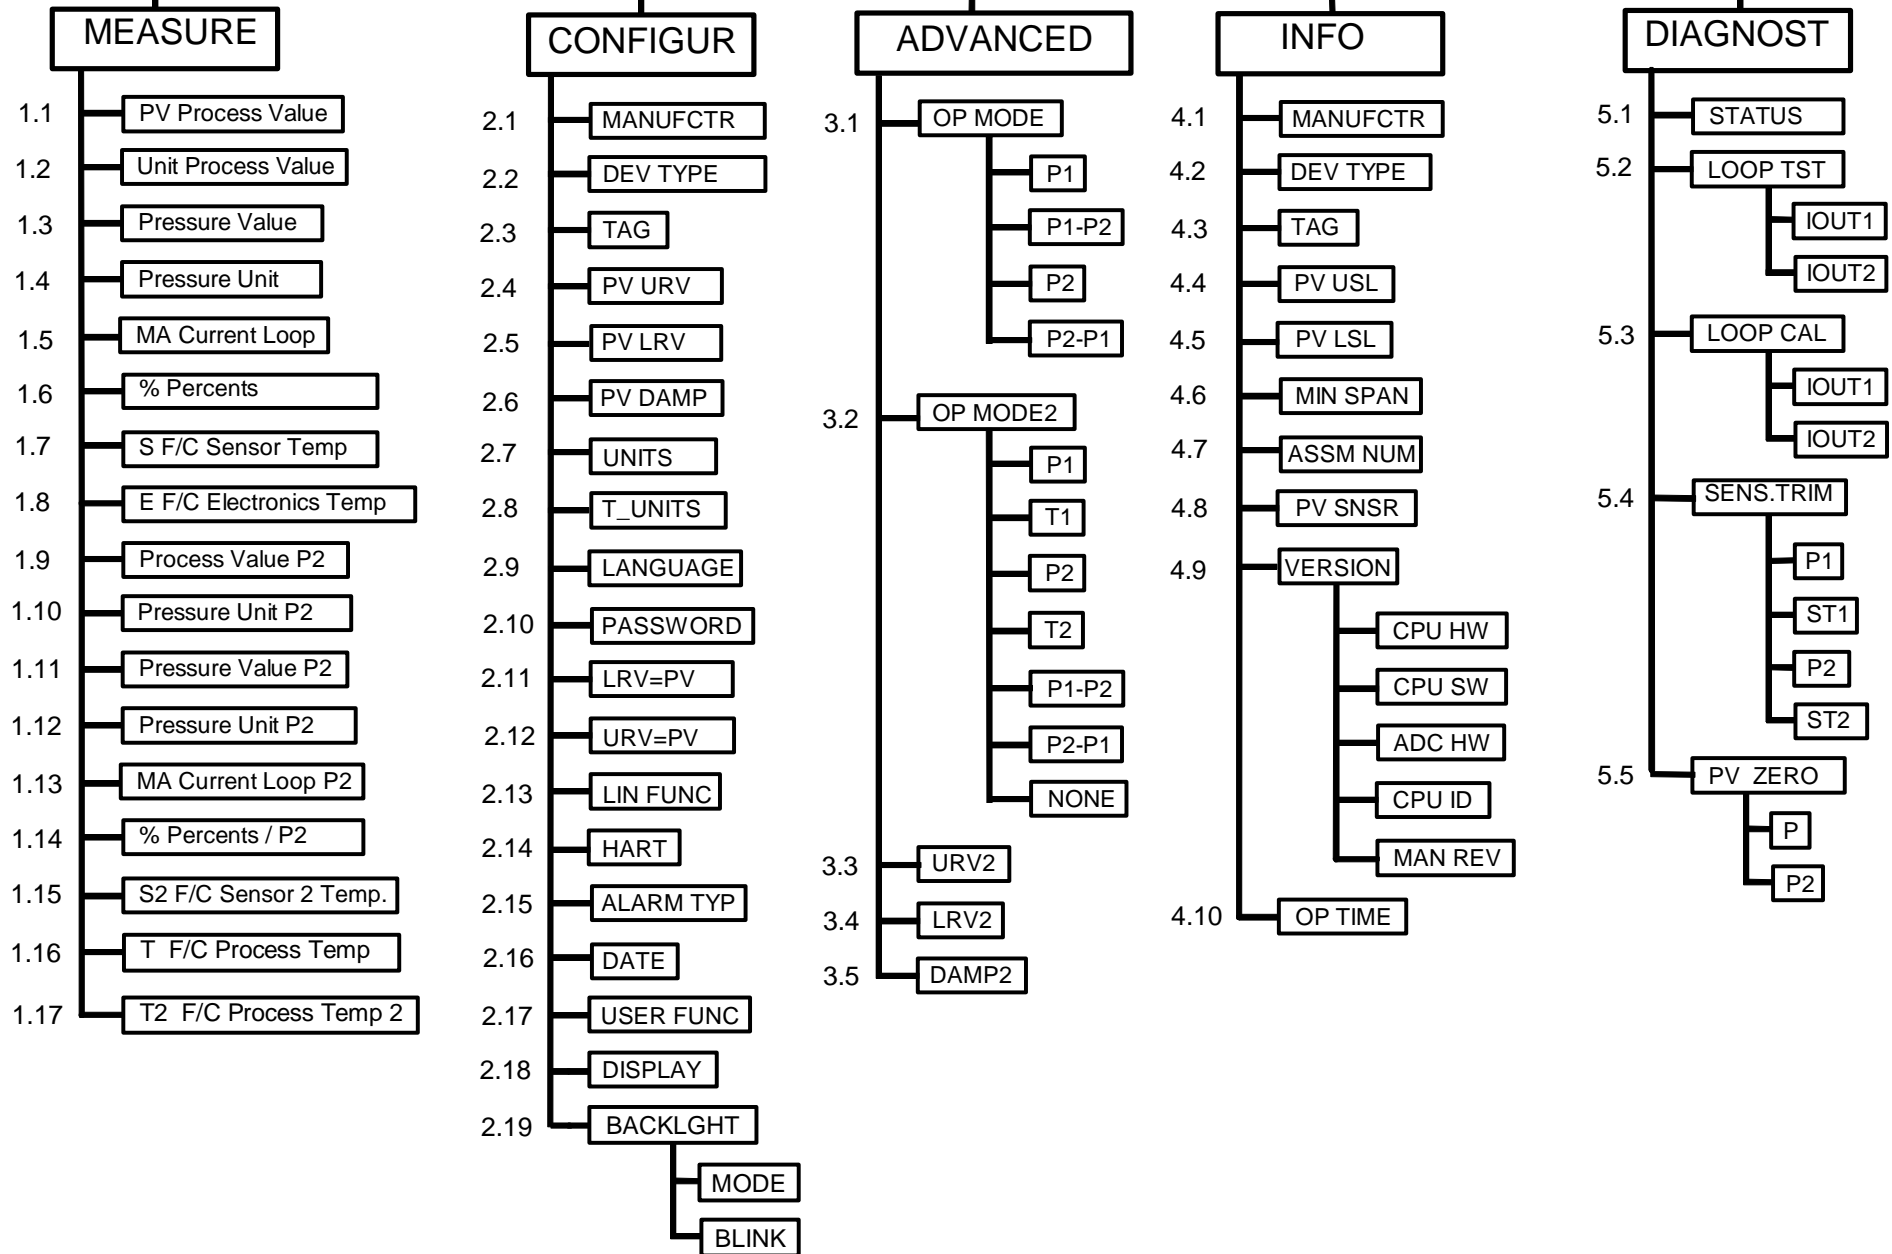 MEASURE
1.1 PV Process Value
1.2 Unit Process Value
1.3 Pressure Value
1.4 Pressure Unit
1.5 MA Current Loop
1.6 % Percents
1.7 S F/C Sensor Temp
1.8 E F/C Electronics Temp
1.9 Process Value P2
1.10 Pressure Unit P2
1.11 Pressure Value P2
1.12 Pressure Unit P2
1.13 MA Current Loop P2
1.14 % Percents / P2
1.15 S2 F/C Sensor 2 Temp.
1.16 T F/C Process Temp
1.17 T2 F/C Process Temp 2
CONFIGUR
2.1 MANUFCTR
2.2 DEV TYPE
2.3 TAG
2.4 PV URV
2.5 PV LRV
2.6 PV DAMP
2.7 UNITS
2.8 T_UNITS
2.9 LANGUAGE
2.10 PASSWORD
2.11 LRV=PV
2.12 URV=PV
2.13 LIN FUNC
2.14 HART
2.15 ALARM TYP
2.16 DATE
2.17 USER FUNC
2.18 DISPLAY
2.19 BACKLGHT
MODE
BLINK
ADVANCED
3.1 OP MODE
P1
P1-P2
P2
P2-P1
3.2 OP MODE2
P1
T1
P2
T2
P1-P2
P2-P1
NONE
3.3 URV2
3.4 LRV2
3.5 DAMP2
INFO
4.1 MANUFCTR
4.2 DEV TYPE
4.3 TAG
4.4 PV USL
4.5 PV LSL
4.6 MIN SPAN
4.7 ASSM NUM
4.8 PV SNSR
4.9 VERSION
CPU HW
CPU SW
ADC HW
CPU ID
MAN REV
4.10 OP TIME
DIAGNOST
5.1 STATUS
5.2 LOOP TST
IOUT1
IOUT2
5.3 LOOP CAL
IOUT1
IOUT2
5.4 SENS.TRIM
P1
ST1
P2
ST2
5.5 PV ZERO
P
P2